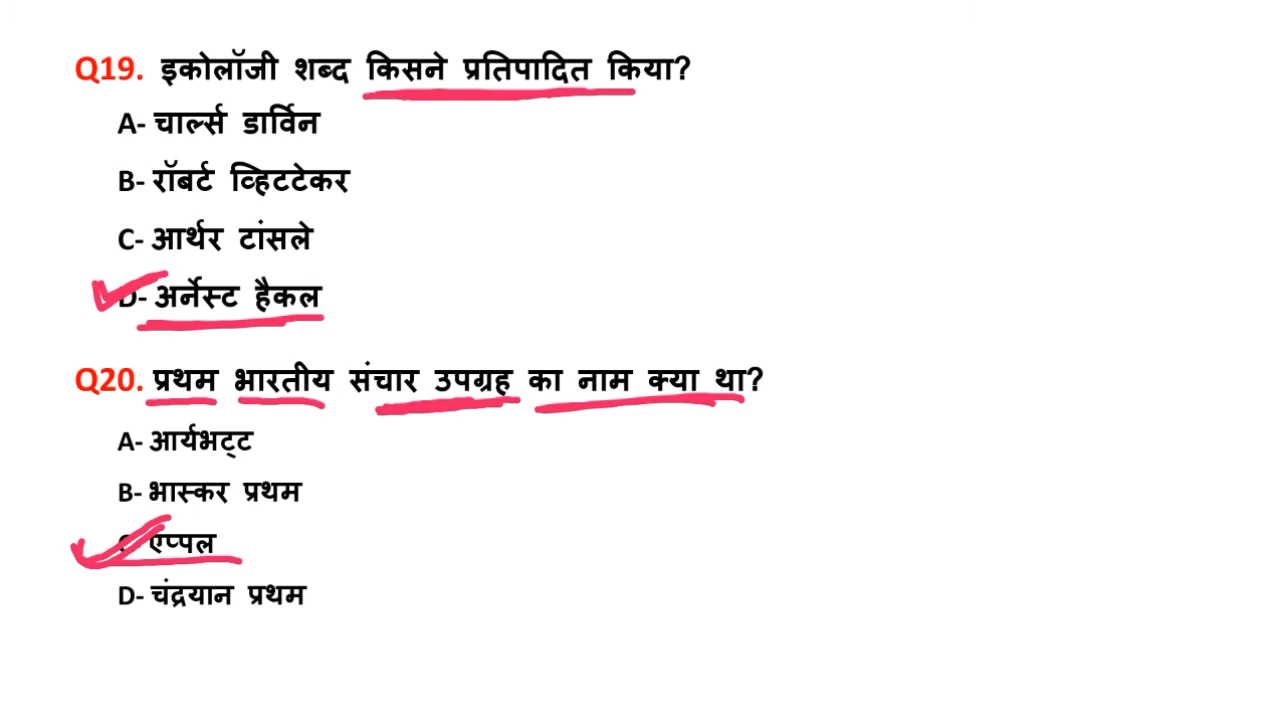 Q19. इकोलॉजी शब्द किसने प्रतिपादित किया?
A- चार्ल्स डार्विन
B- रॉबर्ट व्हिटटेकर
C- आर्थर टांसले
D- अर्नेस्ट हैकल
Q20. प्रथम भारतीय संचार उपग्रह का नाम क्या था?
A- आर्यभट्‌ट
B- भास्कर प्रथम
C- एप्पल
D- चंद्रयान प्रथम